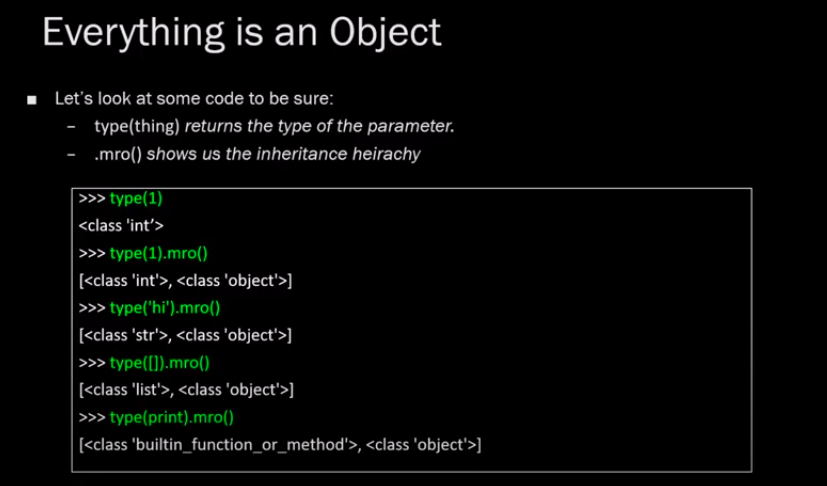 Everything is an Object
▪ Let's look at some code to be sure:
– type(thing) returns the type of the parameter.
– .mro() shows us the inheritance heirachy
>>> type(1)
<class 'int’>
>>> type(1).mro()
[<class 'int'>, <class 'object'>]
>>> type('hi').mro()
[<class 'str'>, <class 'object'>]
>>> type([]).mro()
[<class 'list'>, <class 'object'>]
>>> type(print).mro()
[<class 'builtin_function_or_method'>, <class 'object'>]